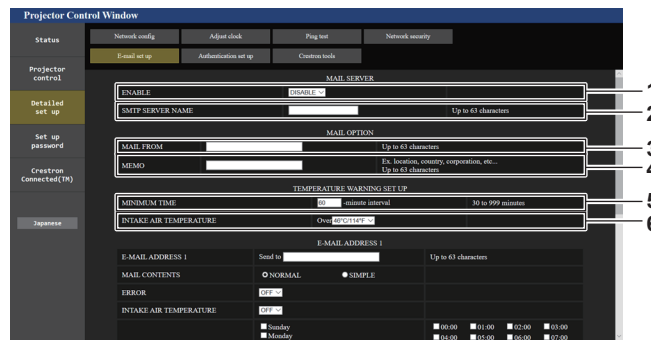 Projector Control Window
Status
Projector
control
Detailed
set up
Set up
password
Crestron
Connected(TM)
Japanese
Network config Adjust clock Ping test Network security
E-mail set up Authentication set up Crestron tools
MAIL SERVER
ENABLE DISABLE 1
SMTP SERVER NAME Up to 63 characters 2
MAIL OPTION
MAIL FROM Up to 63 characters 3
MEMO Ex. location, country, corporation, etc...
Up to 63 characters 4
TEMPERATURE WARNING SET UP
MINIMUM TIME 60 -minute interval 30 to 999 minutes 5
INTAKE AIR TEMPERATURE Over 46°C/114°F 6
E-MAIL ADDRESS 1
E-MAIL ADDRESS 1 Send to Up to 63 characters
MAIL CONTENTS NORMAL SIMPLE
ERROR OFF
INTAKE AIR TEMPERATURE OFF
Sunday 00:00 01:00 02:00 03:00
Monday 04:00 05:00 06:00 07:00